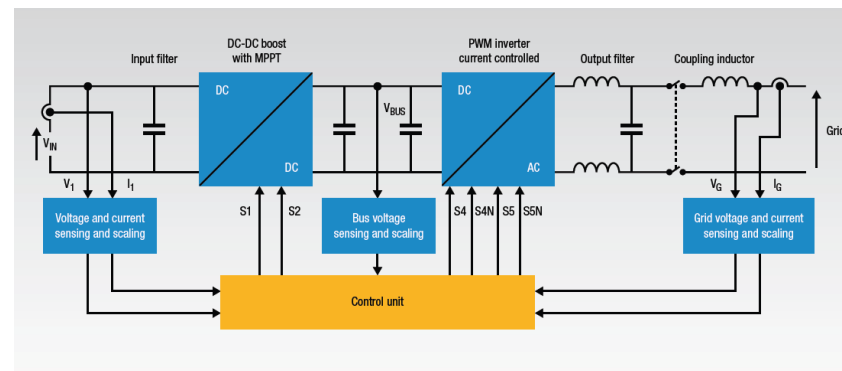 DC-DC boost
with MPPT
PWM inverter
current controlled
Input filter
Output filter
Coupling inductor
DC
DC
VBUS
DC
AC
VIN
Grid
V1
I1
S1
S2
S4
S4N
S5
S5N
VG
IG
Voltage and current
sensing and scaling
Bus voltage
sensing and scaling
Grid voltage and current
sensing and scaling
Control unit